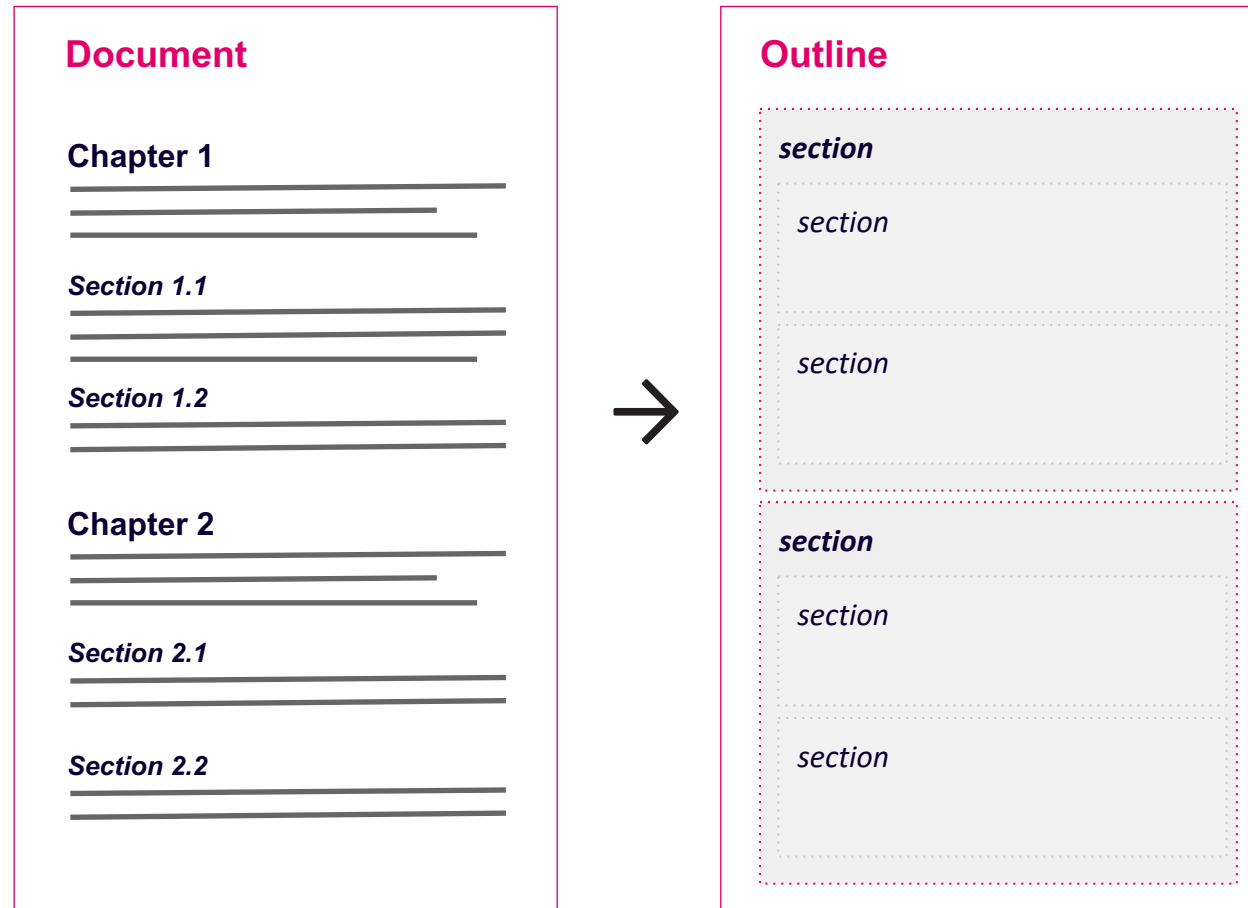 Document
Chapter 1
Section 1.1
Section 1.2
Chapter 2
Section 2.1
Section 2.2
Outline
section
section
section
section
section
section